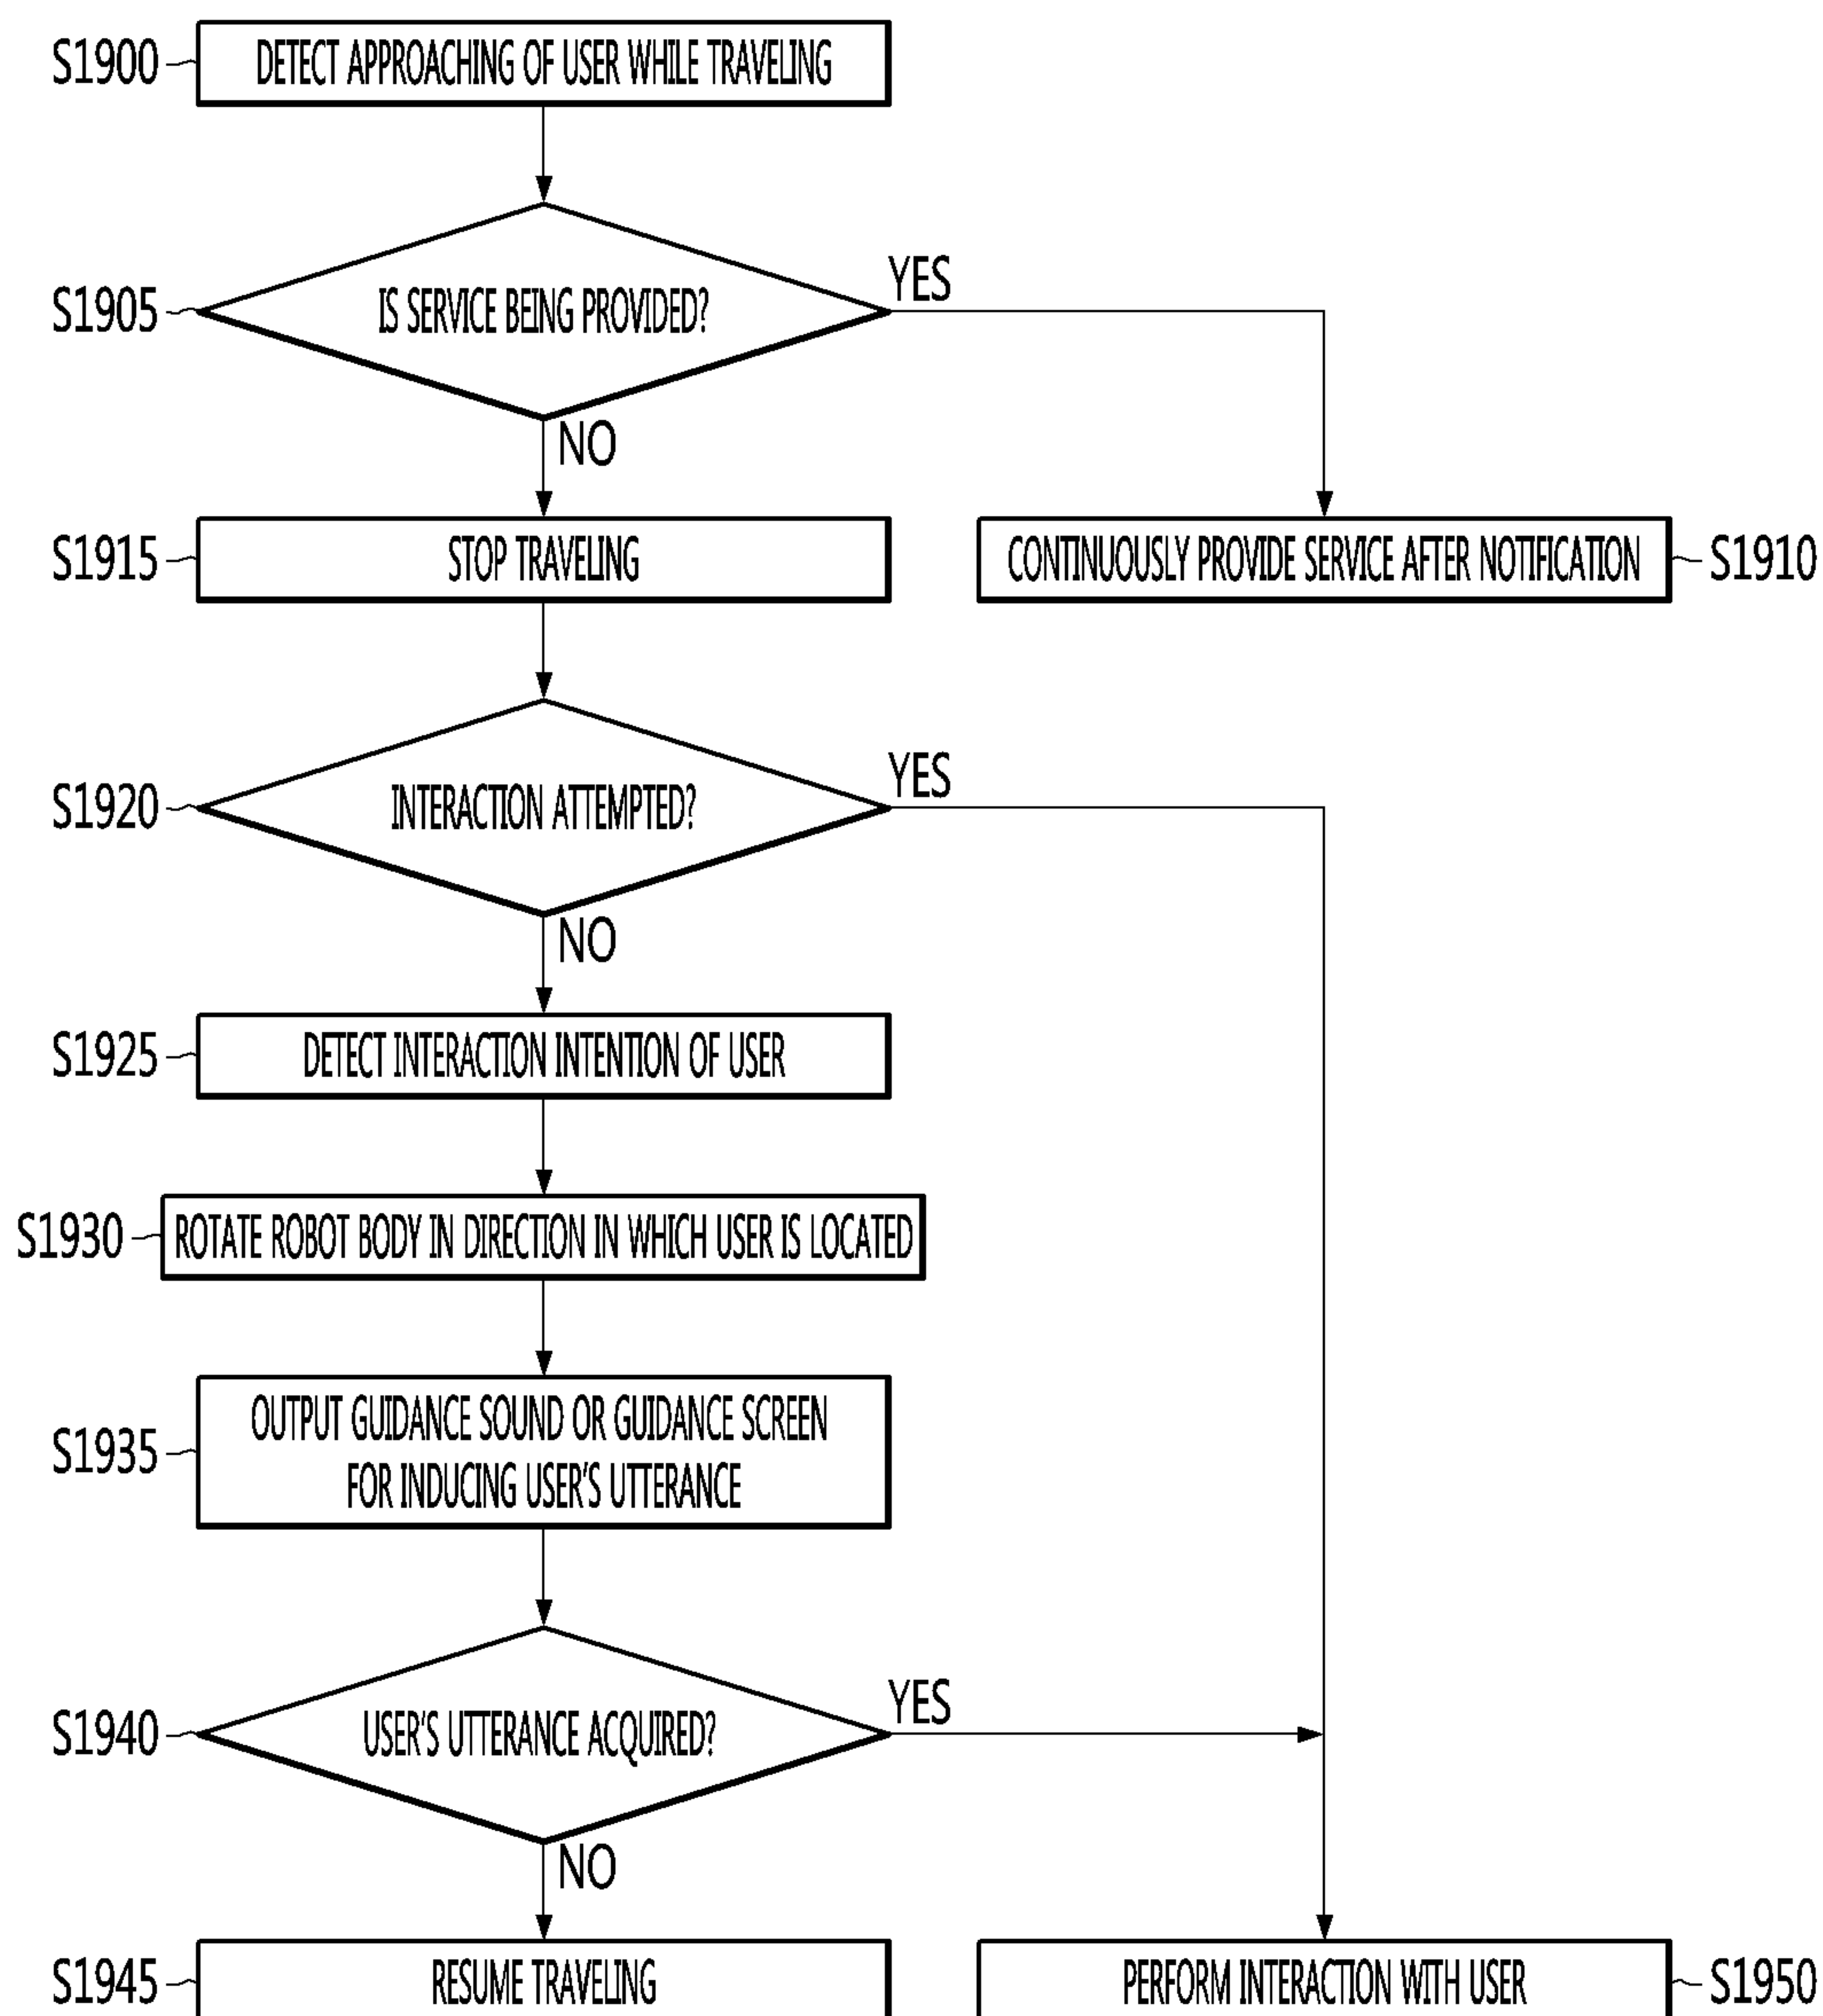 S1900
DETECT APPROACHING OF USER WHILE TRAVELING
S1905
IS SERVICE BEING PROVIDED?
YES
NO
S1915
STOP TRAVELING
CONTINUOUSLY PROVIDE SERVICE AFTER NOTIFICATION
S1910
S1920
INTERACTION ATTEMPTED?
YES
NO
S1925
DETECT INTERACTION INTENTION OF USER
S1930
ROTATE ROBOT BODY IN DIRECTION IN WHICH USER IS LOCATED
S1935
OUTPUT GUIDANCE SOUND OR GUIDANCE SCREEN
FOR INDUCING USER'S UTTERANCE
S1940
USER'S UTTERANCE ACQUIRED?
YES
NO
S1945
RESUME TRAVELING
PERFORM INTERACTION WITH USER
S1950